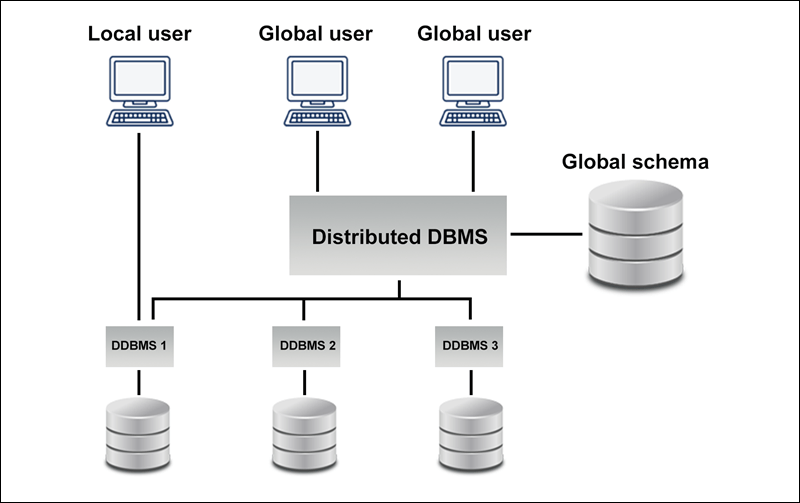 Local user
Global user
Global user
Global schema
Distributed DBMS
DDBMS 1
DDBMS 2
DDBMS 3